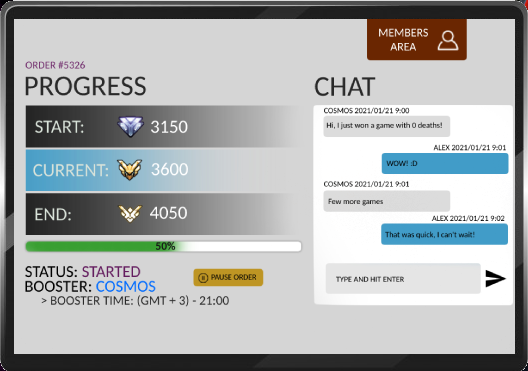 MEMBERS
AREA
ORDER #5326
PROGRESS
START: 3150
CURRENT: 3600
END: 4050
50%
STATUS: STARTED
BOOSTER: COSMOS
> BOOSTER TIME: (GMT + 3) - 21:00
PAUSE ORDER
CHAT
COSMOS 2021/01/21 9:00
Hi, I just won a game with 0 deaths!
ALEX 2021/01/21 9:01
WOW! :D
COSMOS 2021/01/21 9:01
Few more games
ALEX 2021/01/21 9:02
That was quick, I can't wait!
TYPE AND HIT ENTER